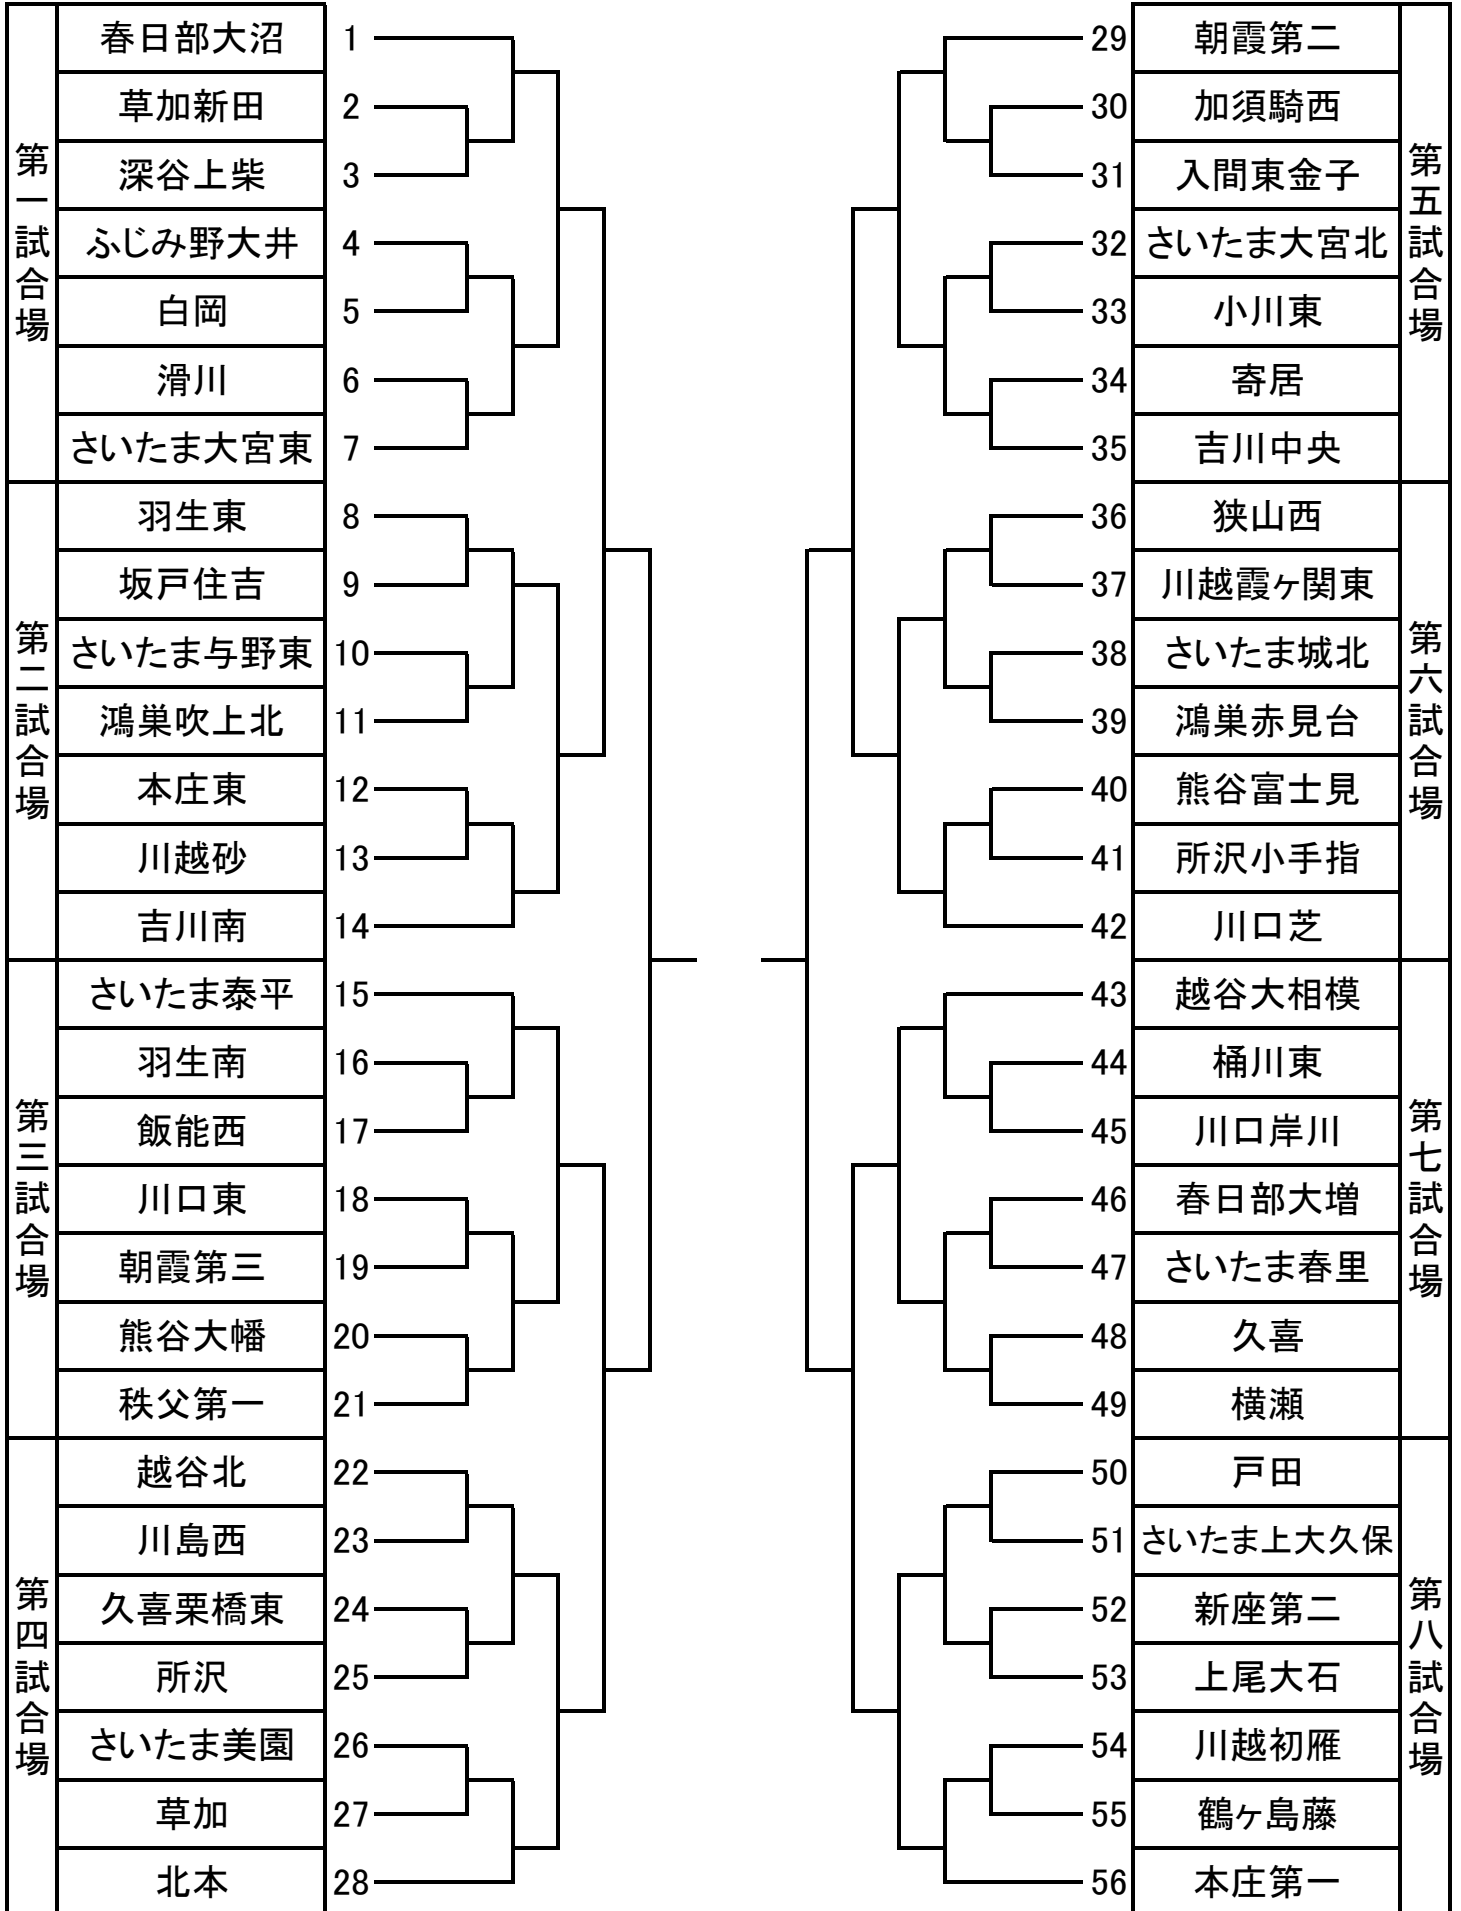 第一試合場
春日部大沼 1
草加新田 2
深谷上柴 3
ふじみ野大井 4
白岡 5
滑川 6
さいたま大宮東 7
第二試合場
羽生東 8
坂戸住吉 9
さいたま与野東 10
鴻巣吹上北 11
本庄東 12
川越砂 13
吉川南 14
第三試合場
さいたま泰平 15
羽生南 16
飯能西 17
川口東 18
朝霞第三 19
熊谷大幡 20
秩父第一 21
第四試合場
越谷北 22
川島西 23
久喜栗橋東 24
所沢 25
さいたま美園 26
草加 27
北本 28
第五試合場
29 朝霞第二
30 加須騎西
31 入間東金子
32 さいたま大宮北
33 小川東
34 寄居
35 吉川中央
第六試合場
36 狭山西
37 川越霞ヶ関東
38 さいたま城北
39 鴻巣赤見台
40 熊谷富士見
41 所沢小手指
42 川口芝
第七試合場
43 越谷大相模
44 桶川東
45 川口岸川
46 春日部大増
47 さいたま春里
48 久喜
49 横瀬
第八試合場
50 戸田
51 さいたま上大久保
52 新座第二
53 上尾大石
54 川越初雁
55 鶴ヶ島藤
56 本庄第一